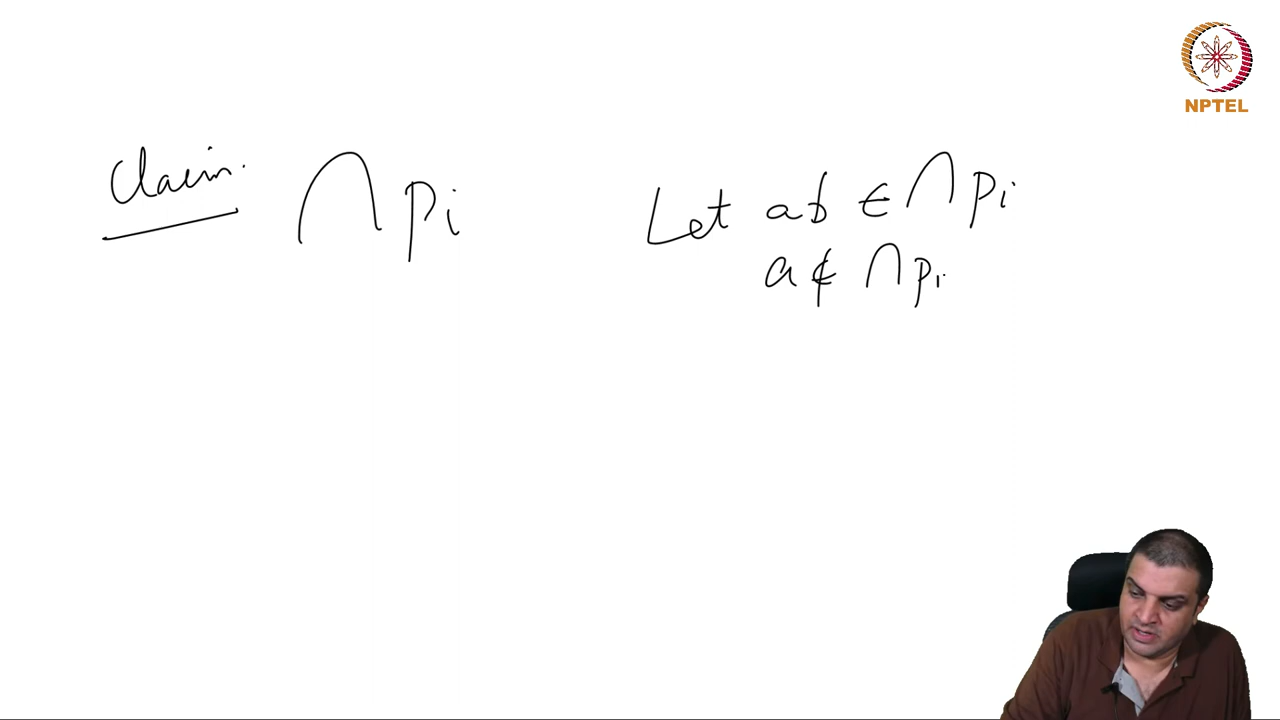 Claim. ⋂ pi
Let ab ∈ ⋂ pi
a ∉ ⋂ pi
NPTEL